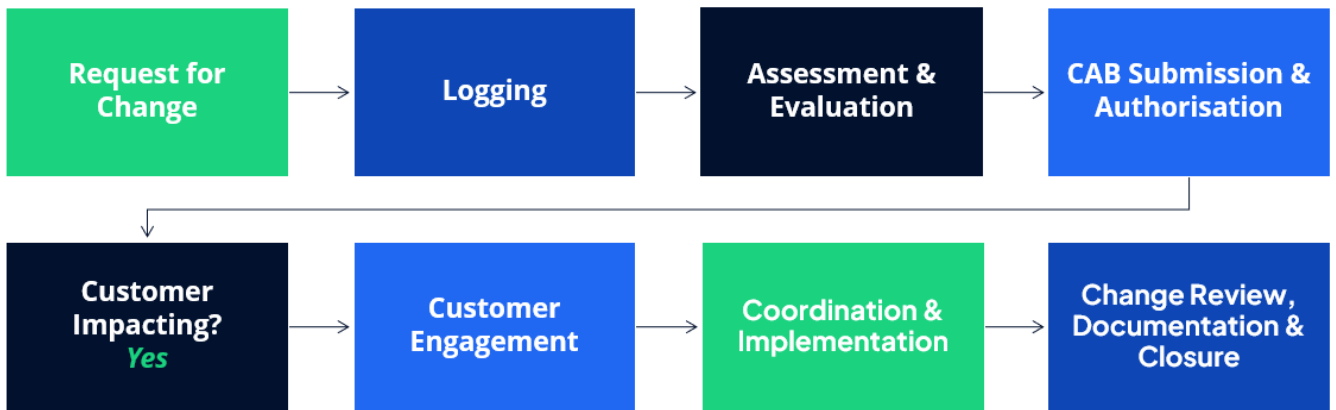 Request for
Change
Logging
Assessment &
Evaluation
CAB Submission &
Authorisation
Customer
Impacting?
Yes
Customer
Engagement
Coordination &
Implementation
Change Review,
Documentation &
Closure